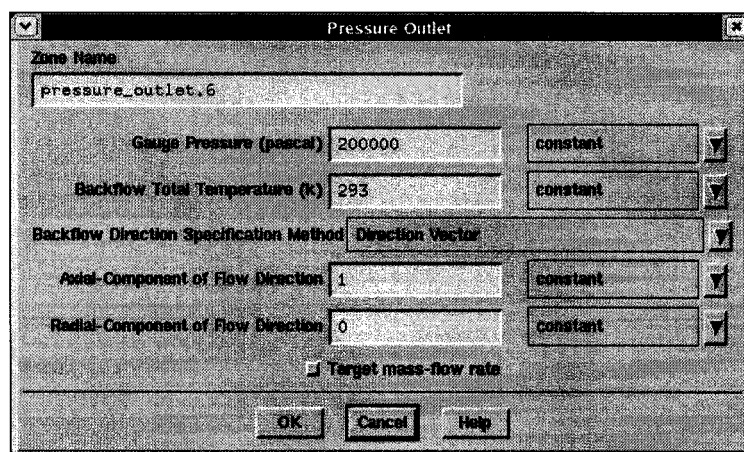 Pressure Outlet
Zone Name
pressure_outlet.6
Gauge Pressure (pascal) 200000 constant
Backflow Total Temperature (k) 293 constant
Backflow Direction Specification Method Direction Vector
Axial-Component of Flow Direction 1 constant
Radial-Component of Flow Direction 0 constant
Target mass-flow rate
OK Cancel Help